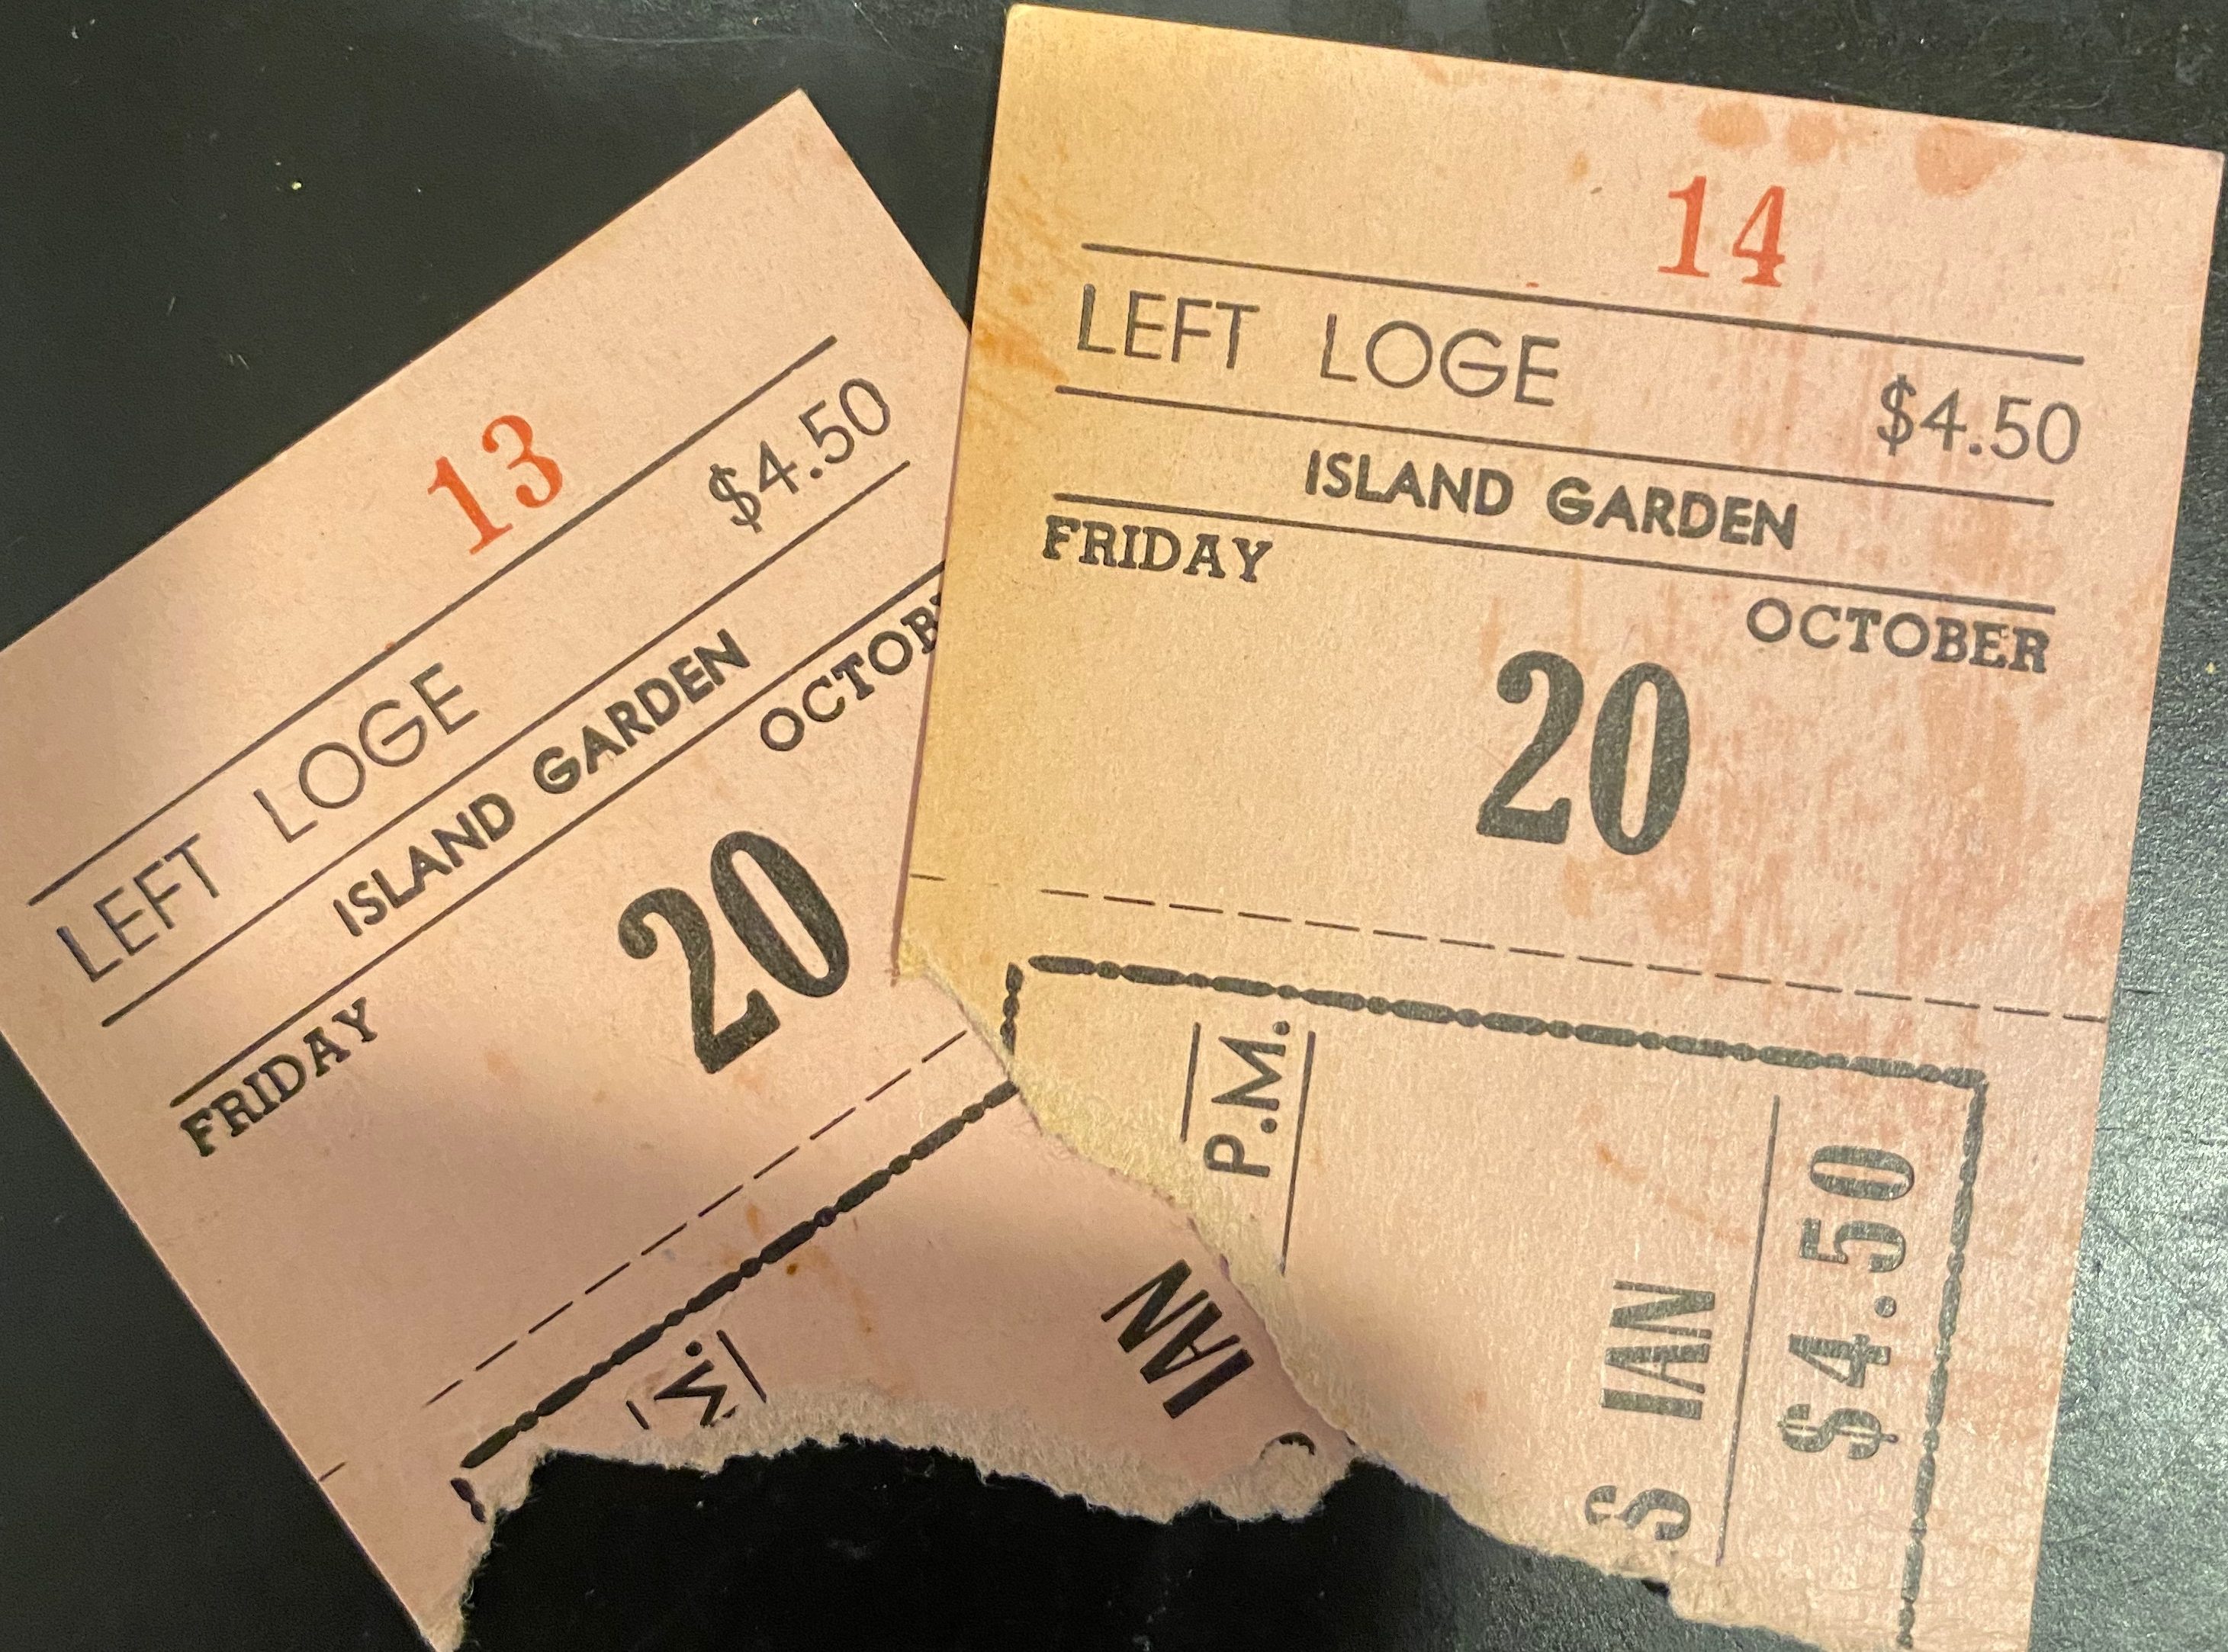 13
LEFT LOGE $4.50
ISLAND GARDEN
FRIDAY OCTOB
20
M.
IAN
14
LEFT LOGE $4.50
ISLAND GARDEN
FRIDAY OCTOBER
20
P.M.
S IAN
$4.50